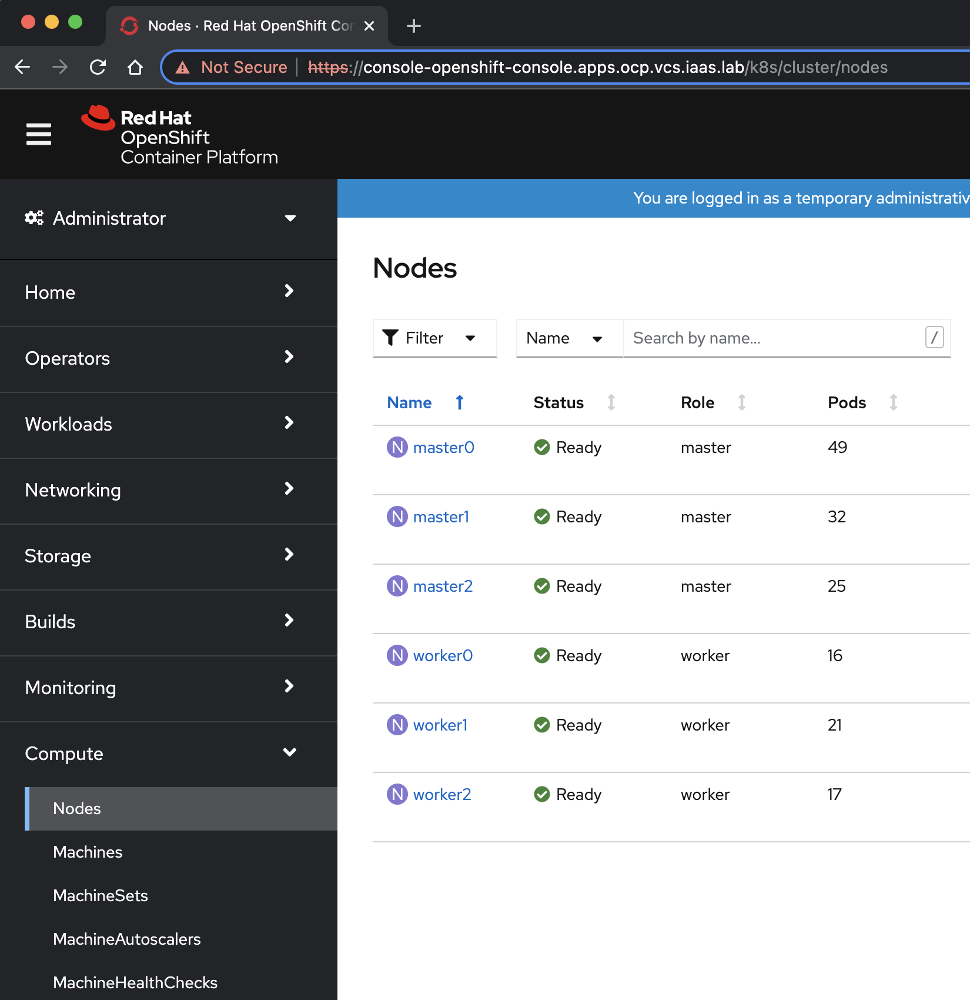 Nodes · Red Hat OpenShift Cor
Not Secure https://console-openshift-console.apps.ocp.vcs.iaas.lab/k8s/cluster/nodes
Red Hat
OpenShift
Container Platform
You are logged in as a temporary administrativ
Administrator
Home
Operators
Workloads
Networking
Storage
Builds
Monitoring
Compute
Nodes
Machines
MachineSets
MachineAutoscalers
MachineHealthChecks
Nodes
Filter Name Search by name... /
Name Status Role Pods
N master0 Ready master 49
N master1 Ready master 32
N master2 Ready master 25
N worker0 Ready worker 16
N worker1 Ready worker 21
N worker2 Ready worker 17